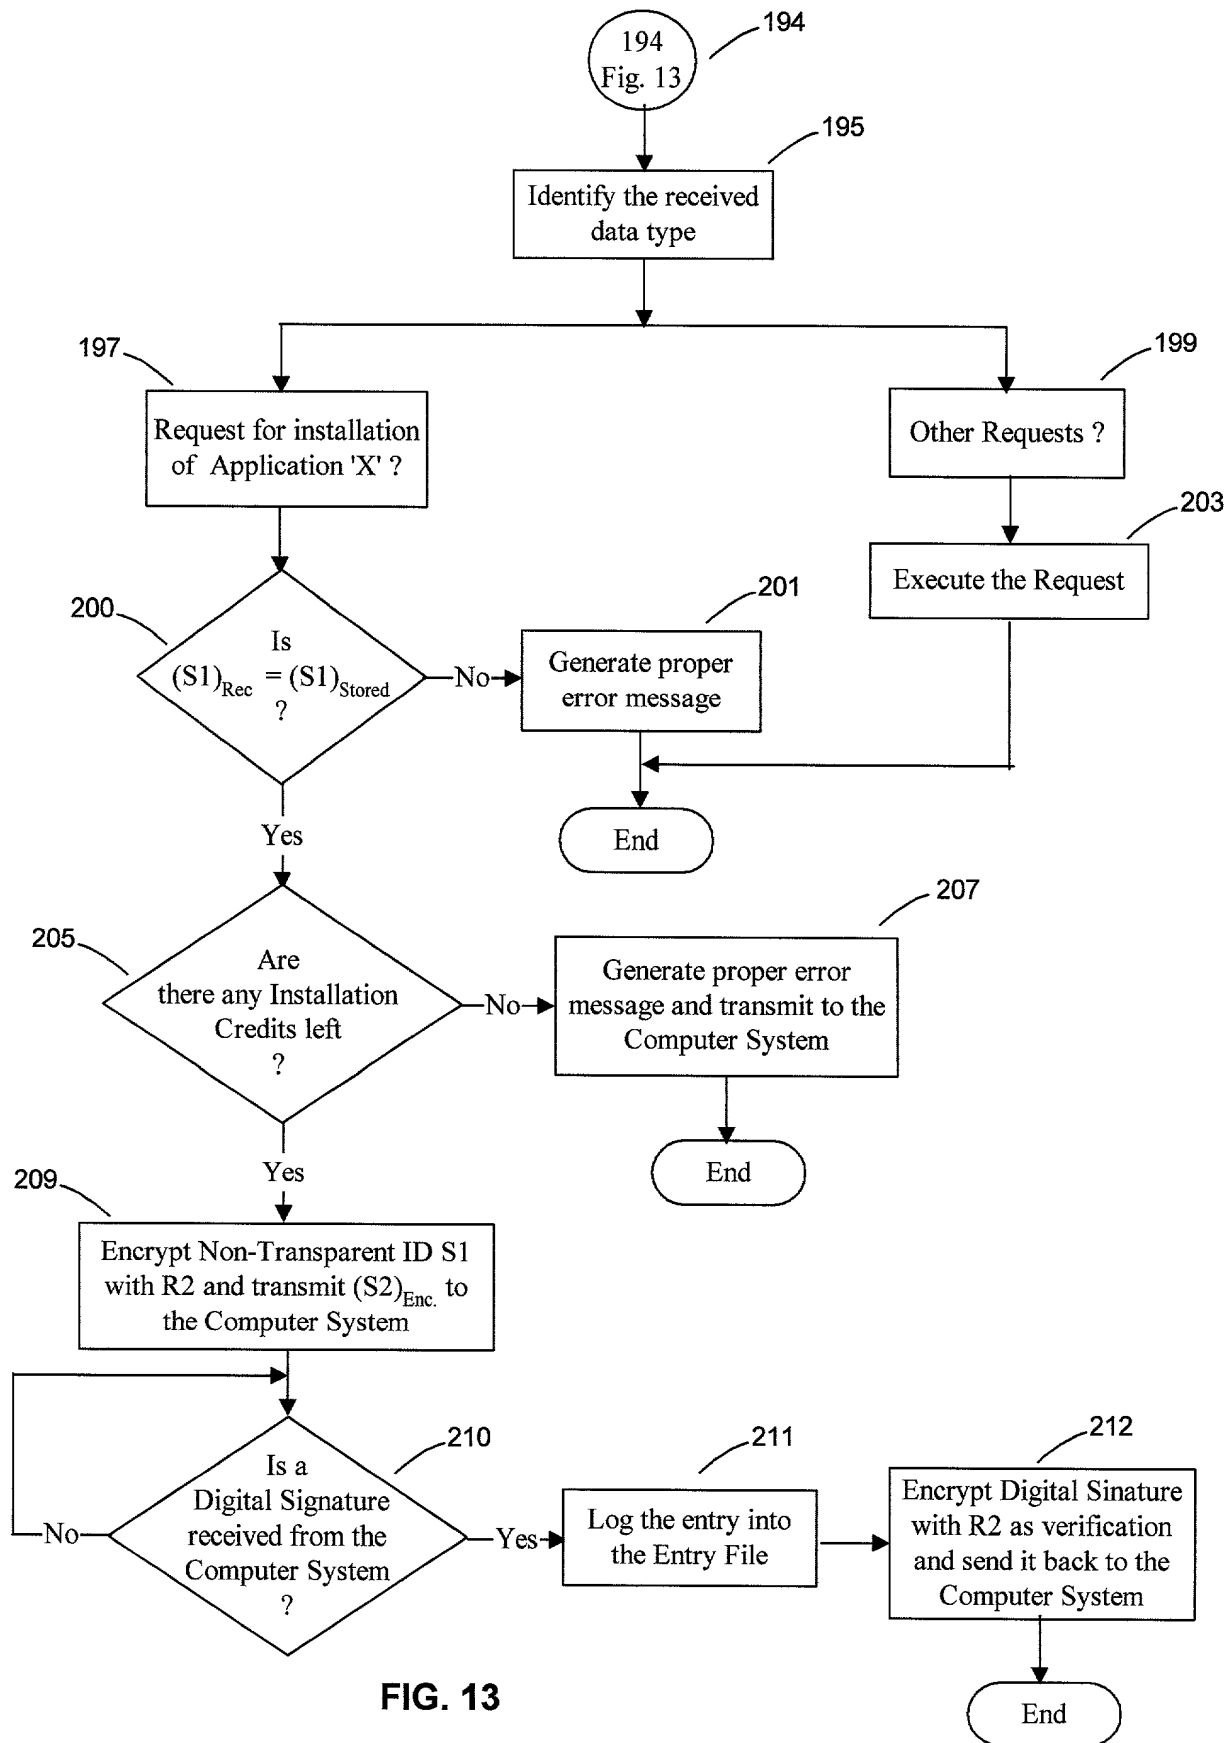 194
Fig. 13
194
195
Identify the received
data type
197
199
Request for installation
of Application 'X' ?
Other Requests ?
203
Execute the Request
200
Is
(S1)Rec = (S1)Stored
?
No
201
Generate proper
error message
End
Yes
205
Are
there any Installation
Credits left
?
No
207
Generate proper error
message and transmit to the
Computer System
End
Yes
209
Encrypt Non-Transparent ID S1
with R2 and transmit (S2)Enc. to
the Computer System
210
Is a
Digital Signature
received from the
Computer System
?
No
Yes
211
Log the entry into
the Entry File
212
Encrypt Digital Sinature
with R2 as verification
and send it back to the
Computer System
End
FIG. 13